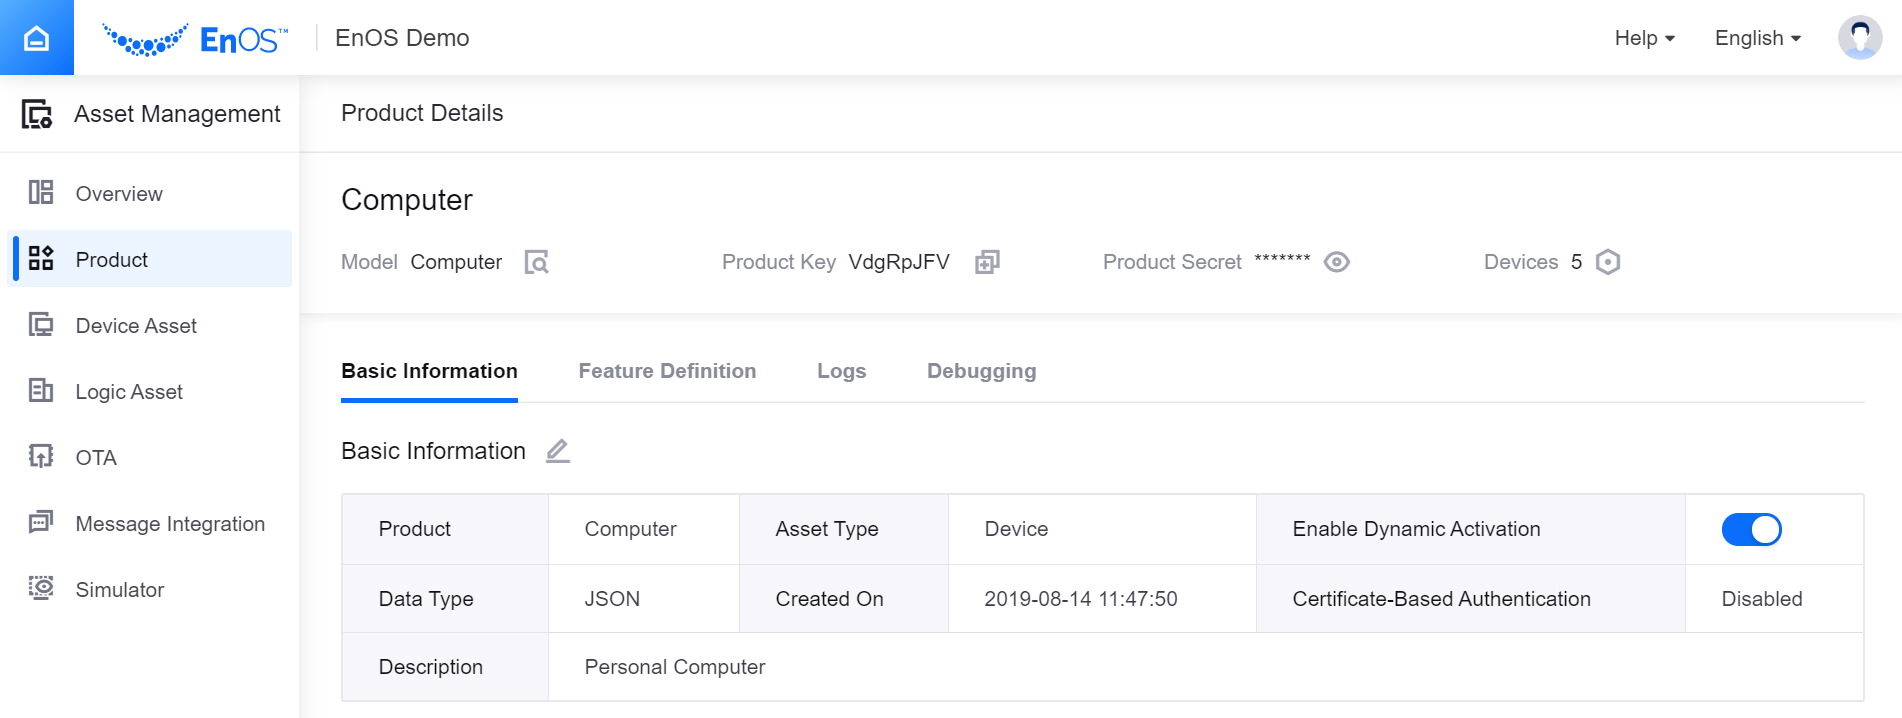 EnOS™ EnOS Demo Help English
Asset Management
Overview
Product
Device Asset
Logic Asset
OTA
Message Integration
Simulator
Product Details
Computer
Model Computer Product Key VdgRpJFV Product Secret ******* Devices 5
Basic Information Feature Definition Logs Debugging
Basic Information
Product Computer Asset Type Device Enable Dynamic Activation
Data Type JSON Created On 2019-08-14 11:47:50 Certificate-Based Authentication Disabled
Description Personal Computer